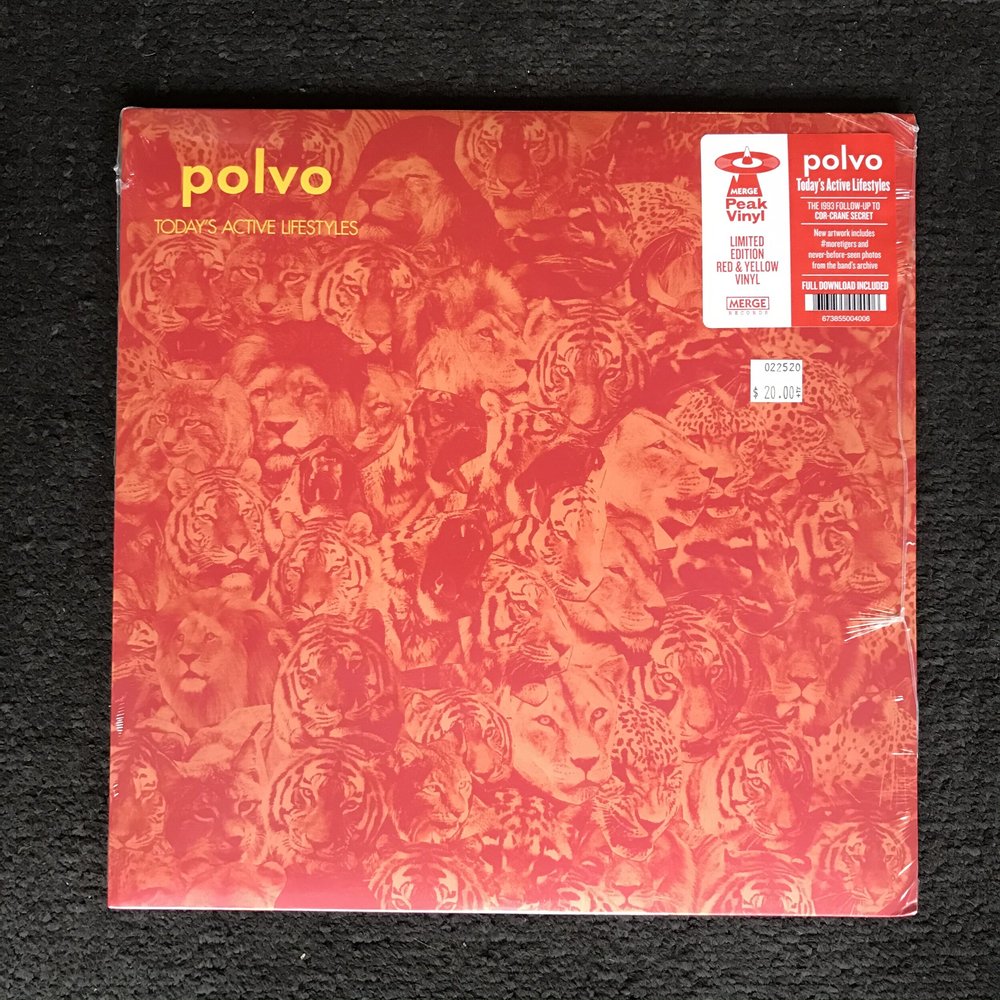 polvo
TODAY'S ACTIVE LIFESTYLES
MERGE
Peak
Vinyl
LIMITED
EDITION
RED & YELLOW
VINYL
MERGE
RECORDS
polvo
Today's Active Lifestyles
THE 1993 FOLLOW-UP TO
COR-CRANE SECRET
New artwork includes
#moretigers and
never-before-seen photos
from the band's archive
FULL DOWNLOAD INCLUDED
673855004006
022520
$ 20.00